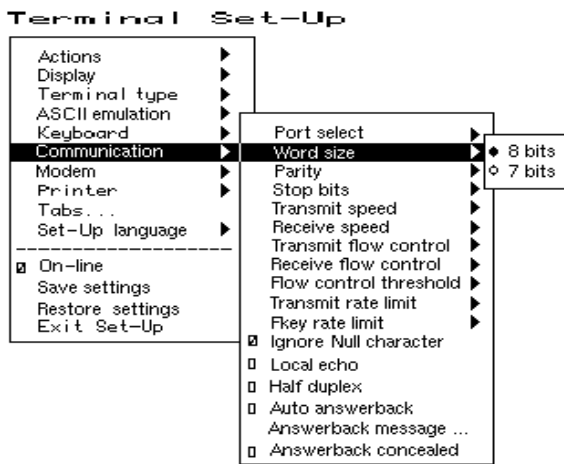 Terminal Set-Up
Actions
Display
Terminal type
ASCII emulation
Keyboard
Communication
Modem
Printer
Tabs...
Set-Up language
On-line
Save settings
Restore settings
Exit Set-Up
Port select
Word size
Parity
Stop bits
Transmit speed
Receive speed
Transmit flow control
Receive flow control
Flow control threshold
Transmit rate limit
Fkey rate limit
Ignore Null character
Local echo
Half duplex
Auto answerback
Answerback message ...
Answerback concealed
8 bits
7 bits